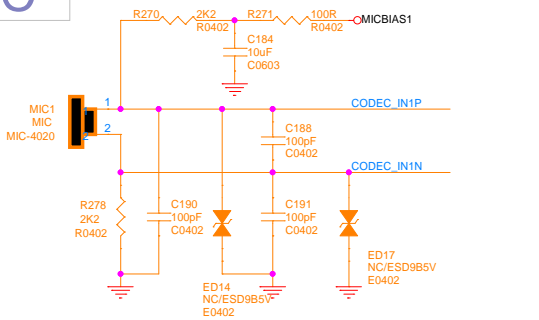 R270
2K2
R0402
R271
100R
R0402
MICBIAS1
C184
10uF
C0603
MIC1
MIC
MIC-4020
1
2
CODEC_IN1P
C188
100pF
C0402
CODEC_IN1N
R278
2K2
R0402
C190
100pF
C0402
C191
100pF
C0402
ED14
NC/ESD9B5V
E0402
ED17
NC/ESD9B5V
E0402